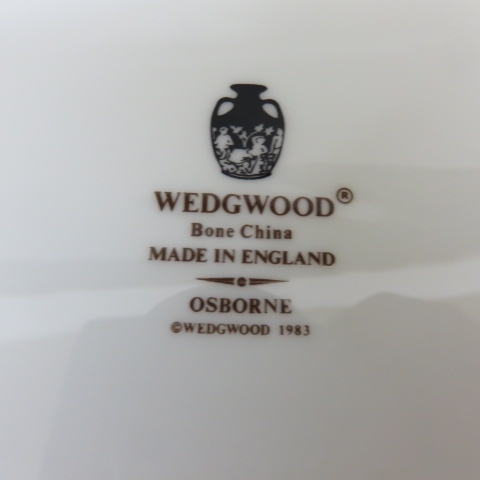 WEDGWOOD®
Bone China
MADE IN ENGLAND
OSBORNE
©WEDGWOOD 1983